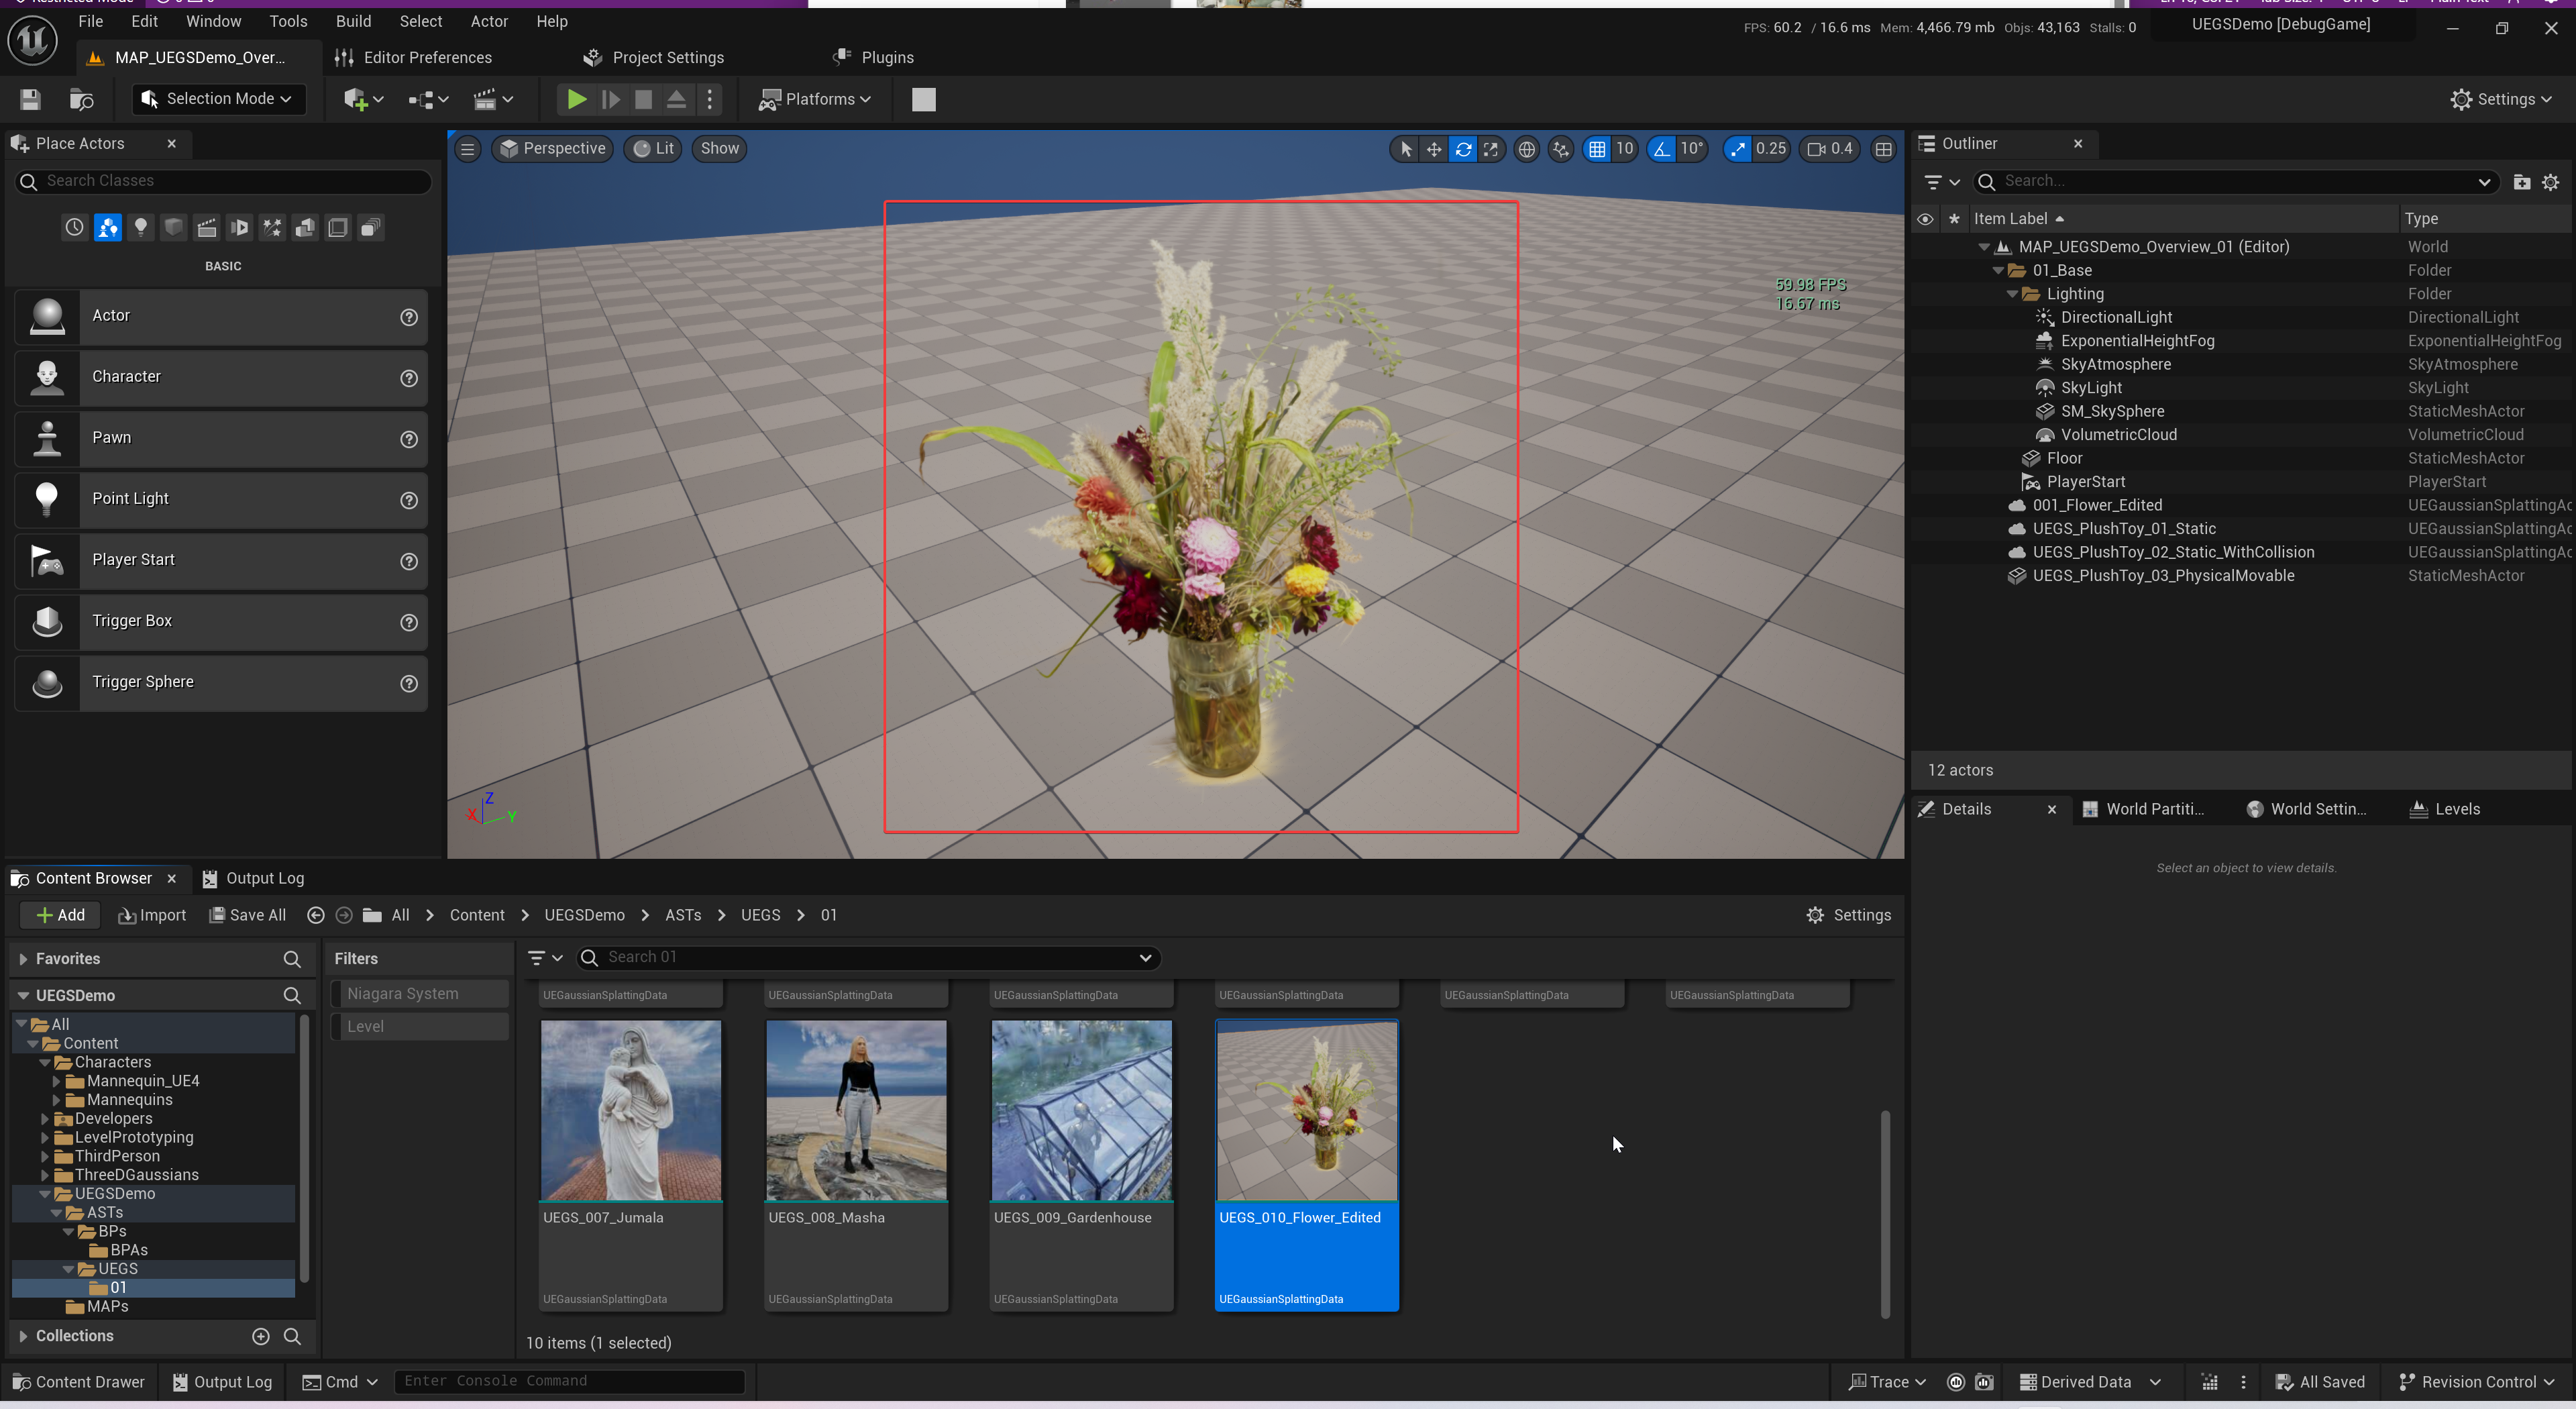 File Edit Window Tools Build Select Actor Help
FPS: 60.2 / 16.6 ms Mem: 4,466.79 mb Objs: 43,163 Stalls: 0
UEGSDemo [DebugGame]
MAP_UEGSDemo_Over...
Editor Preferences
Project Settings
Plugins
Selection Mode
Platforms
Settings
Place Actors
Search Classes
BASIC
Actor
Character
Pawn
Point Light
Player Start
Trigger Box
Trigger Sphere
Perspective
Lit
Show
10
10°
0.25
0.4
59.98 FPS
16.67 ms
Z
X
Y
Outliner
Search...
Item Label
Type
MAP_UEGSDemo_Overview_01 (Editor) World
01_Base Folder
Lighting Folder
DirectionalLight DirectionalLight
ExponentialHeightFog ExponentialHeightFog
SkyAtmosphere SkyAtmosphere
SkyLight SkyLight
SM_SkySphere StaticMeshActor
VolumetricCloud VolumetricCloud
Floor StaticMeshActor
PlayerStart PlayerStart
001_Flower_Edited UEGaussianSplattingAc
UEGS_PlushToy_01_Static UEGaussianSplattingAc
UEGS_PlushToy_02_Static_WithCollision UEGaussianSplattingAc
UEGS_PlushToy_03_PhysicalMovable StaticMeshActor
12 actors
Details
World Partiti...
World Settin...
Levels
Select an object to view details.
Content Browser
Output Log
Add
Import
Save All
All > Content > UEGSDemo > ASTs > UEGS > 01
Settings
Favorites
UEGSDemo
All
Content
Characters
Mannequin_UE4
Mannequins
Developers
LevelPrototyping
ThirdPerson
ThreeDGaussians
UEGSDemo
ASTs
BPs
BPAs
UEGS
01
MAPs
Collections
Filters
Niagara System
Level
Search 01
UEGaussianSplattingData
UEGaussianSplattingData
UEGaussianSplattingData
UEGaussianSplattingData
UEGaussianSplattingData
UEGaussianSplattingData
UEGS_007_Jumala
UEGaussianSplattingData
UEGS_008_Masha
UEGaussianSplattingData
UEGS_009_Gardenhouse
UEGaussianSplattingData
UEGS_010_Flower_Edited
UEGaussianSplattingData
10 items (1 selected)
Content Drawer
Output Log
Cmd
Enter Console Command
Trace
Derived Data
All Saved
Revision Control